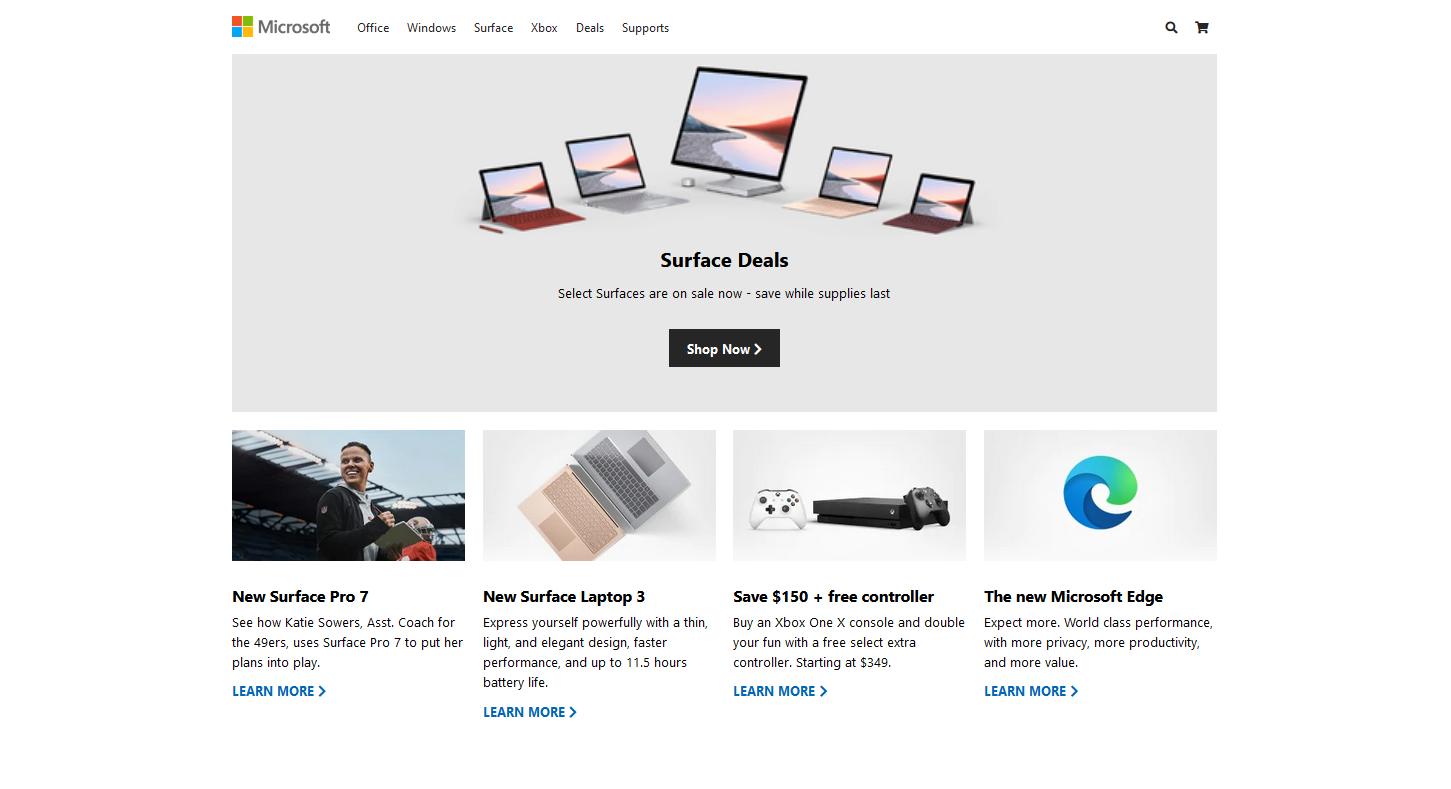 Microsoft Office Windows Surface Xbox Deals Supports
Surface Deals
Select Surfaces are on sale now - save while supplies last
Shop Now
New Surface Pro 7
See how Katie Sowers, Asst. Coach for
the 49ers, uses Surface Pro 7 to put her
plans into play.
LEARN MORE
New Surface Laptop 3
Express yourself powerfully with a thin,
light, and elegant design, faster
performance, and up to 11.5 hours
battery life.
LEARN MORE
Save $150 + free controller
Buy an Xbox One X console and double
your fun with a free select extra
controller. Starting at $349.
LEARN MORE
The new Microsoft Edge
Expect more. World class performance,
with more privacy, more productivity,
and more value.
LEARN MORE